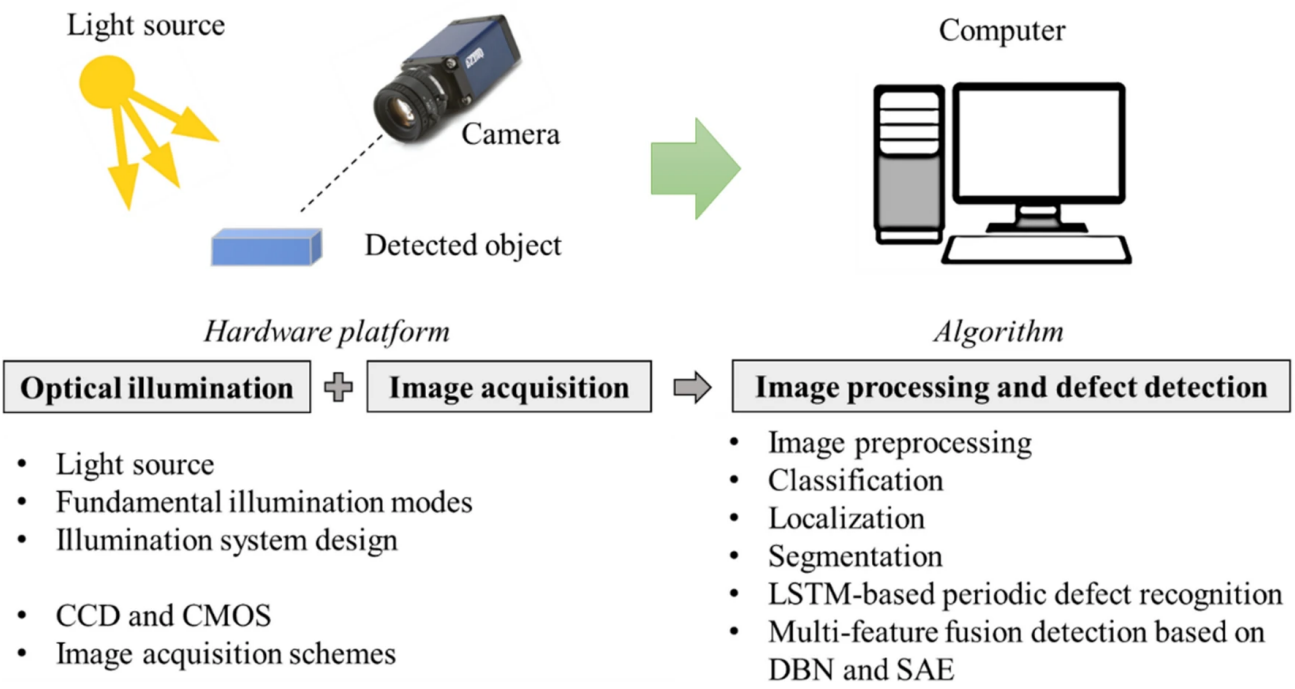 Light source
Camera
Detected object
Computer
Hardware platform
Algorithm
Optical illumination
Image acquisition
Image processing and defect detection
• Light source
• Fundamental illumination modes
• Illumination system design
• CCD and CMOS
• Image acquisition schemes
• Image preprocessing
• Classification
• Localization
• Segmentation
• LSTM-based periodic defect recognition
• Multi-feature fusion detection based on
DBN and SAE